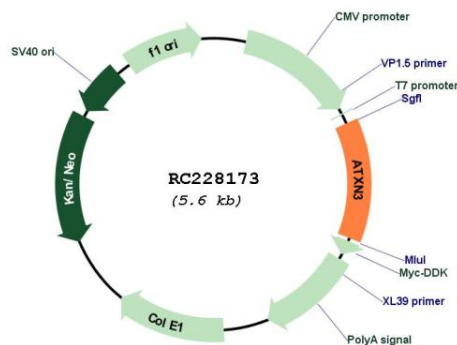 CMV promoter
SV40 ori
f1 ori
VP1.5 primer
T7 promoter
SgfI
Kan/ Neo
RC228173
(5.6 kb)
ATXN3
MluI
Myc-DDK
XL39 primer
Col E1
PolyA signal